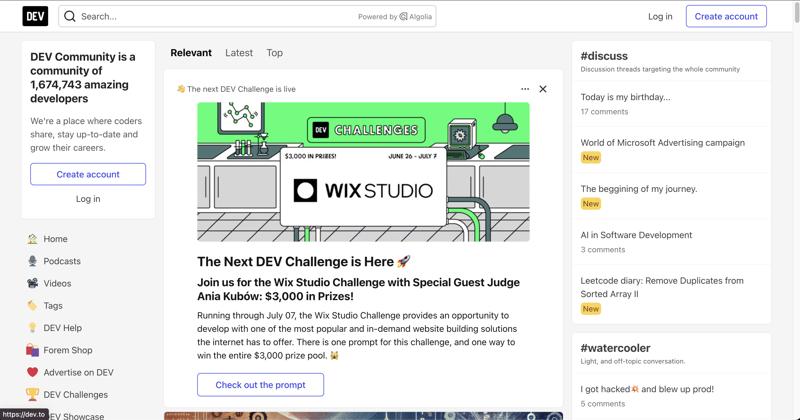 DEV
Search...
Powered by Algolia
Log in
Create account
DEV Community is a
community of
1,674,743 amazing
developers
We're a place where coders
share, stay up-to-date and
grow their careers.
Create account
Log in
Home
Podcasts
Videos
Tags
DEV Help
Forem Shop
Advertise on DEV
DEV Challenges
DEV Showcase
https://dev.to
Relevant
Latest
Top
👋 The next DEV Challenge is live
DEV CHALLENGES
$3,000 IN PRIZES!
JUNE 26 - JULY 7
WIX STUDIO
The Next DEV Challenge is Here 🚀
Join us for the Wix Studio Challenge with Special Guest Judge
Ania Kubów: $3,000 in Prizes!
Running through July 07, the Wix Studio Challenge provides an opportunity to
develop with one of the most popular and in-demand website building solutions
the internet has to offer. There is one prompt for this challenge, and one way to
win the entire $3,000 prize pool.
Check out the prompt
#discuss
Discussion threads targeting the whole community
Today is my birthday...
17 comments
World of Microsoft Advertising campaign
New
The beggining of my journey.
New
AI in Software Development
3 comments
Leetcode diary: Remove Duplicates from
Sorted Array II
New
#watercooler
Light, and off-topic conversation.
I got hacked💥 and blew up prod!
5 comments